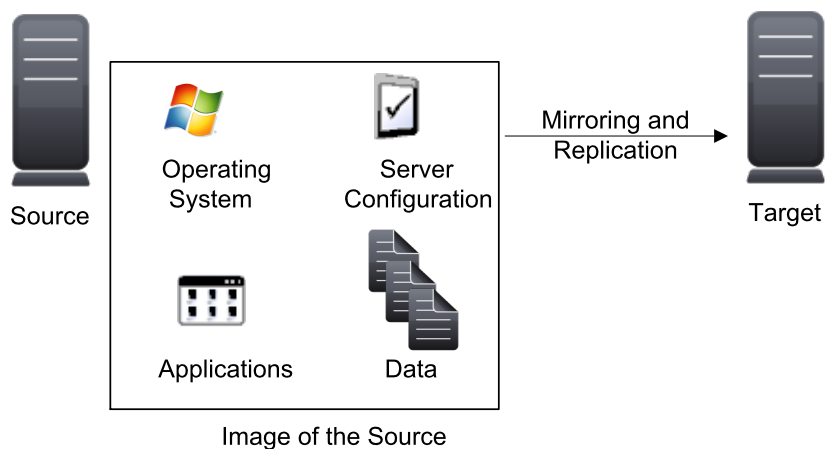 Source
Operating
System
Server
Configuration
Applications
Data
Image of the Source
Mirroring and
Replication
Target